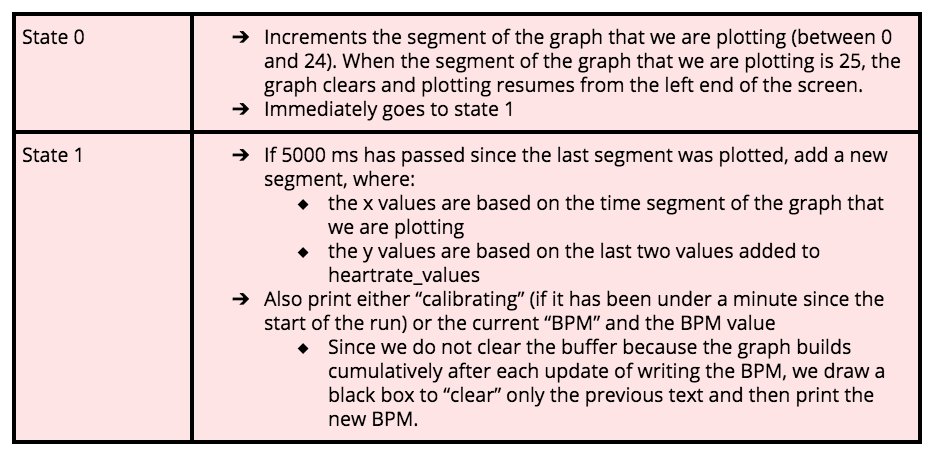 State 0
➔ Increments the segment of the graph that we are plotting (between 0
and 24). When the segment of the graph that we are plotting is 25, the
graph clears and plotting resumes from the left end of the screen.
➔ Immediately goes to state 1
State 1
➔ If 5000 ms has passed since the last segment was plotted, add a new
segment, where:
◆ the x values are based on the time segment of the graph that
we are plotting
◆ the y values are based on the last two values added to
heartrate_values
➔ Also print either “calibrating” (if it has been under a minute since the
start of the run) or the current “BPM” and the BPM value
◆ Since we do not clear the buffer because the graph builds
cumulatively after each update of writing the BPM, we draw a
black box to “clear” only the previous text and then print the
new BPM.